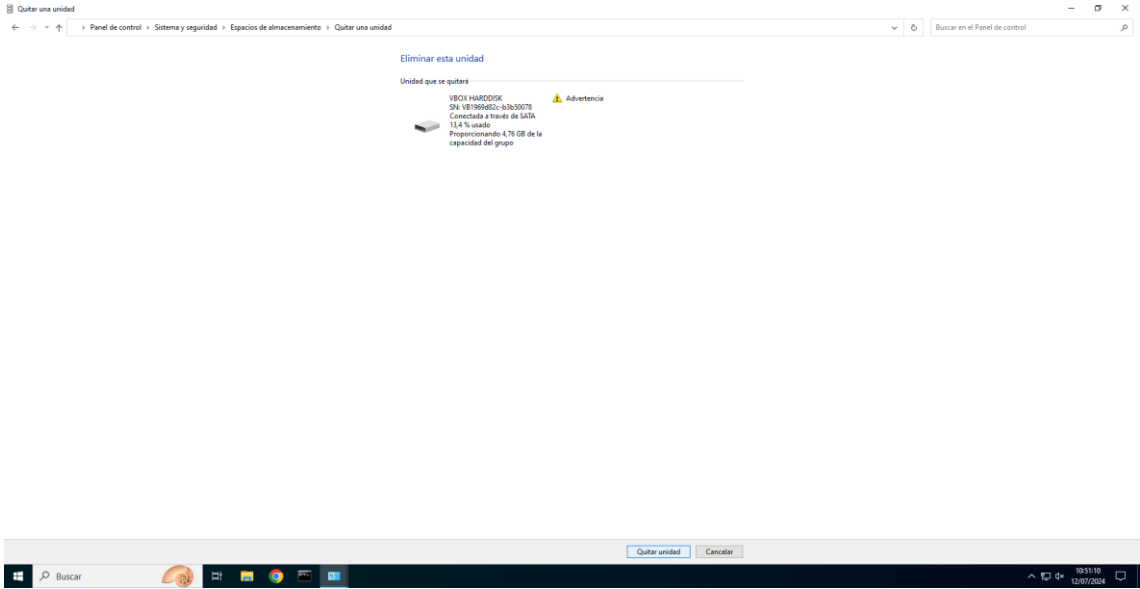 Quitar una unidad
Panel de control > Sistema y seguridad > Espacios de almacenamiento > Quitar una unidad
Buscar en el Panel de control
Eliminar esta unidad
Unidad que se quitará
VBOX HARDDISK
Advertencia
SN: VB1969d82c-b3b50078
Conectada a través de SATA
13,4 % usado
Proporcionando 4,76 GB de la
capacidad del grupo
Quitar unidad
Cancelar
Buscar
10:51:10
12/07/2024